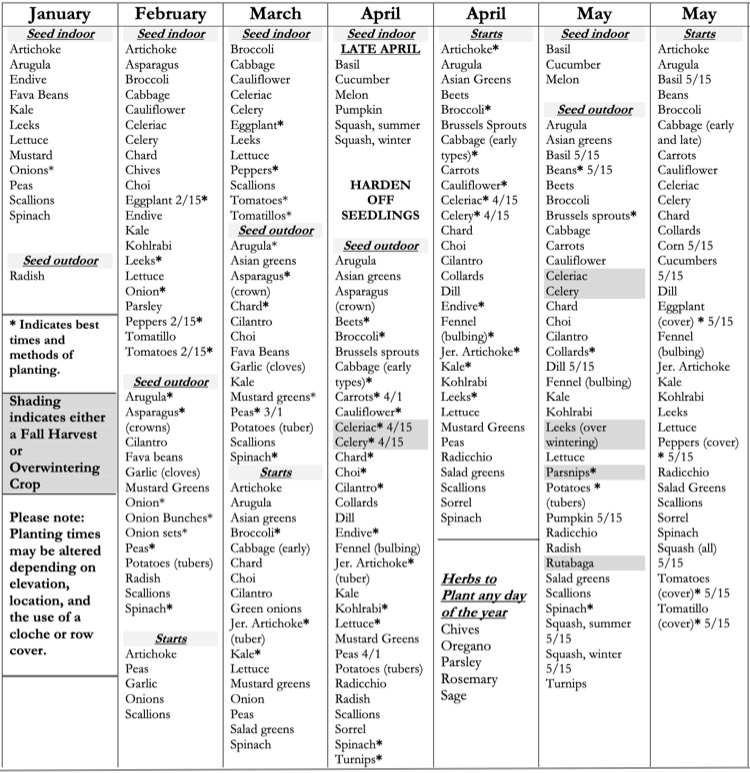 January
Seed indoor
Artichoke
Arugula
Endive
Fava Beans
Kale
Leeks
Lettuce
Mustard
Onions*
Peas
Scallions
Spinach
Seed outdoor
Radish
* Indicates best
times and
methods of
planting.
Shading
indicates either
a Fall Harvest
or
Overwintering
Crop
Please note:
Planting times
may be altered
depending on
elevation,
location, and
the use of a
cloche or row
cover.
February
Seed indoor
Artichoke
Asparagus
Broccoli
Cabbage
Cauliflower
Celeriac
Celery
Chard
Chives
Choi
Eggplant 2/15*
Endive
Kale
Kohlrabi
Leeks*
Lettuce
Onion*
Parsley
Peppers 2/15*
Tomatillo
Tomatoes 2/15*
Seed outdoor
Arugula*
Asparagus*
(crowns)
Cilantro
Fava beans
Garlic (cloves)
Mustard Greens
Onion*
Onion Bunches*
Onion sets*
Peas*
Potatoes (tubers)
Radish
Scallions
Spinach*
Starts
Artichoke
Peas
Garlic
Onions
Scallions
March
Seed indoor
Broccoli
Cabbage
Cauliflower
Celeriac
Celery
Eggplant*
Leeks
Lettuce
Peppers*
Scallions
Tomatoes*
Tomatillos*
Seed outdoor
Arugula*
Asian greens
Asparagus*
(crown)
Chard*
Cilantro
Choi
Fava Beans
Garlic (cloves)
Kale
Mustard greens*
Peas* 3/1
Potatoes (tuber)
Scallions
Spinach*
Starts
Artichoke
Arugula
Asian greens
Broccoli*
Cabbage (early)
Chard
Choi
Cilantro
Green onions
Jer. Artichoke*
(tuber)
Kale*
Lettuce
Mustard greens
Onion
Peas
Salad greens
Spinach
April
Seed indoor
LATE APRIL
Basil
Cucumber
Melon
Pumpkin
Squash, summer
Squash, winter
HARDEN
OFF
SEEDLINGS
Seed outdoor
Arugula
Asian greens
Asparagus
(crown)
Beets*
Broccoli*
Brussels sprouts
Cabbage (early
types)*
Carrots* 4/1
Cauliflower*
Celeriac* 4/15
Celery* 4/15
Chard*
Choi*
Cilantro*
Collards
Dill
Endive*
Fennel (bulbing)
Jer. Artichoke*
(tuber)
Kale
Kohlrabi*
Lettuce*
Mustard Greens
Peas 4/1
Potatoes (tubers)
Radicchio
Radish
Scallions
Sorrel
Spinach*
Turnips*
April
Starts
Artichoke*
Arugula
Asian Greens
Beets
Broccoli*
Brussels Sprouts
Cabbage (early
types)*
Carrots
Cauliflower*
Celeriac* 4/15
Celery* 4/15
Chard
Choi
Cilantro
Collards
Dill
Endive*
Fennel
(bulbing)*
Jer. Artichoke*
Kale*
Kohlrabi
Leeks*
Lettuce
Mustard Greens
Peas
Radicchio
Salad greens
Scallions
Sorrel
Spinach
Herbs to
Plant any day
of the year
Chives
Oregano
Parsley
Rosemary
Sage
May
Seed indoor
Basil
Cucumber
Melon
Seed outdoor
Arugula
Asian greens
Basil 5/15
Beans* 5/15
Beets
Broccoli
Brussels sprouts*
Cabbage
Carrots
Cauliflower
Celeriac
Celery
Chard
Choi
Cilantro
Collards*
Dill 5/15
Fennel (bulbing)
Kale
Kohlrabi
Leeks (over
wintering)
Lettuce
Parsnips*
Potatoes *
(tubers)
Pumpkin 5/15
Radicchio
Radish
Rutabaga
Salad greens
Scallions
Spinach*
Squash, summer
5/15
Squash, winter
5/15
Turnips
May
Starts
Artichoke
Arugula
Basil 5/15
Beans
Broccoli
Cabbage (early
and late)
Carrots
Cauliflower
Celeriac
Celery
Chard
Collards
Corn 5/15
Cucumbers
5/15
Dill
Eggplant
(cover) * 5/15
Fennel
(bulbing)
Jer. Artichoke
Kale
Kohlrabi
Leeks
Lettuce
Peppers (cover)
* 5/15
Radicchio
Salad Greens
Scallions
Sorrel
Spinach
Squash (all)
5/15
Tomatoes
(cover)* 5/15
Tomatillo
(cover)* 5/15